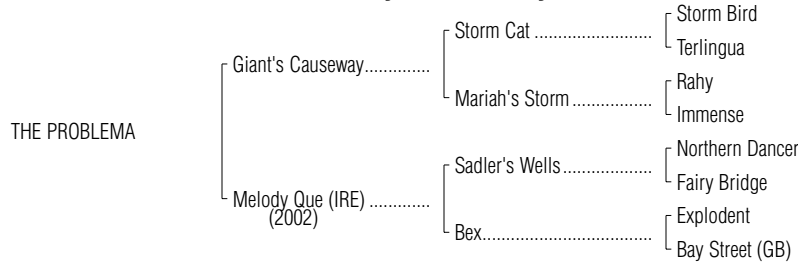 Storm Bird
Storm Cat ..............................
Terlingua
Giant's Causeway..............
Rahy
Mariah's Storm ....................
Immense
THE PROBLEMA
Northern Dancer
Sadler's Wells.......................
Fairy Bridge
Melody Que (IRE) .............
(2002)
Explodent
Bex...........................................
Bay Street (GB)